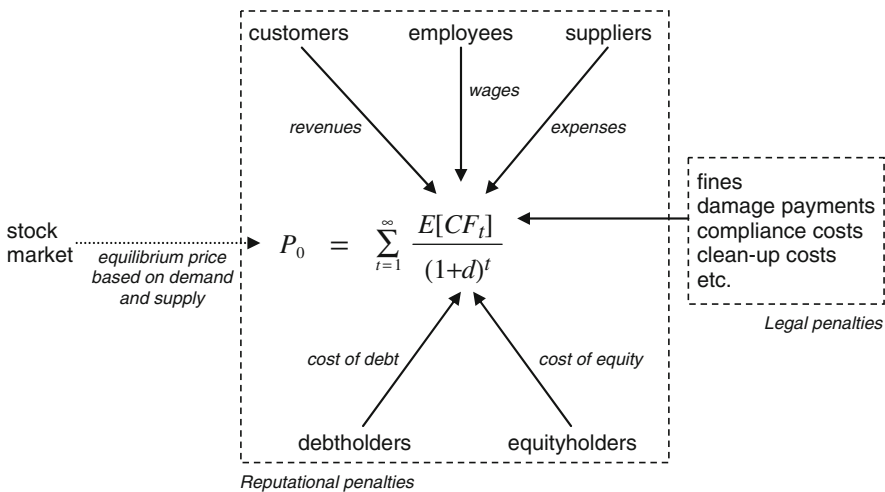 customers employees suppliers
wages
revenues expenses
fines
damage payments
compliance costs
clean-up costs
etc.
Legal penalties
stock
market
equilibrium price
based on demand
and supply
P₀ = ∑_{t=1}^{∞} E[CFₜ] / (1+d)ᵗ
cost of debt cost of equity
debtholders equityholders
Reputational penalties